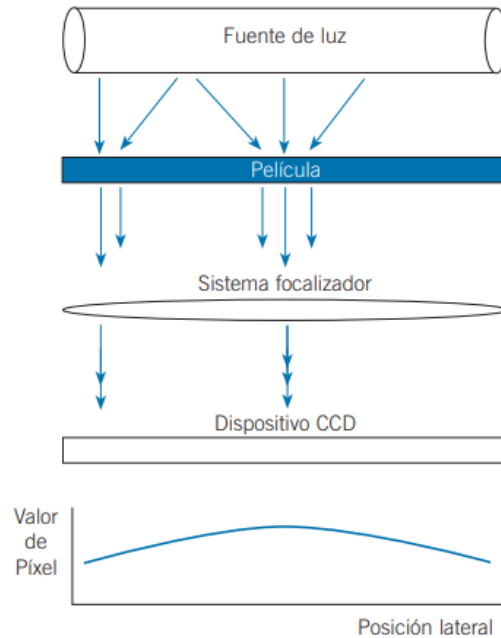 Fuente de luz
Película
Sistema focalizador
Dispositivo CCD
Valor
de
Píxel
Posición lateral